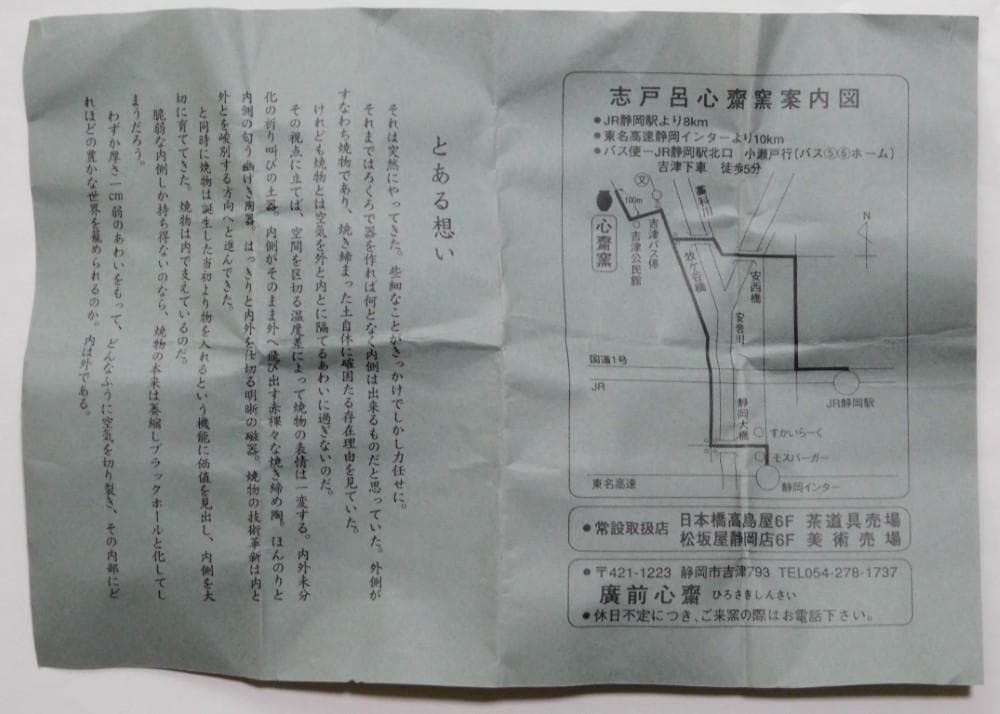 とある想い
それは突然にやってきた。些細なことがきっかけでしかし力任せに。
それまではろくろで器を作れば何となく内側は出来るものだと思っていた。外側が
すなわち焼物であり、焼き締まった土自体に確固たる存在理由を見ていた。
けれども焼物とは空気を外と内とに隔てるあわいに過ぎないのだ。
その視点に立てば、空間を区切る温度差によって焼物の表情は一変する。内外未分
化の祈り叫びの土器。内側がそのまま外へ飛び出す赤裸々な焼き締め陶。ほんのりと
内側の匂う幽けき陶器。はっきりと内外を仕切る明晰の磁器。焼物の技術革新は内と
外とを峻別する方向へと進んできた。
と同時に焼物は誕生した当初より物を入れるという機能に価値を見出し、内側を大
切に育ててきた。焼物は内で支えているのだ。
脆弱な内側しか持ち得ないのなら、焼物の本来は萎縮しブラックホールと化してし
まうだろう。
わずか厚さ一cm弱のあわいをもって、どんなふうに空気を切り裂き、その内部にど
れほどの豊かな世界を籠められるのか。内は外である。
志戸呂心齋窯案内図
●JR静岡駅より8km
●東名高速静岡インターより10km
●バス便ーJR静岡駅北口 小瀬戸行(バス⑤⑥ホーム)
吉津下車 徒歩5分
心齋窯
100m
文
吉津バス停
吉津公民館
藁科川
牧ケ谷橋
安西橋
安倍川
N
国道1号
JR
JR静岡駅
静岡大橋
すかいらーく
モスバーガー
静岡インター
東名高速
●常設取扱店 日本橋高島屋6F 茶道具売場
松坂屋静岡店6F 美術売場
●〒421-1223 静岡市吉津793 TEL054-278-1737
廣前心齋 ひろさきしんさい
●休日不定につき、ご来窯の際はお電話下さい。